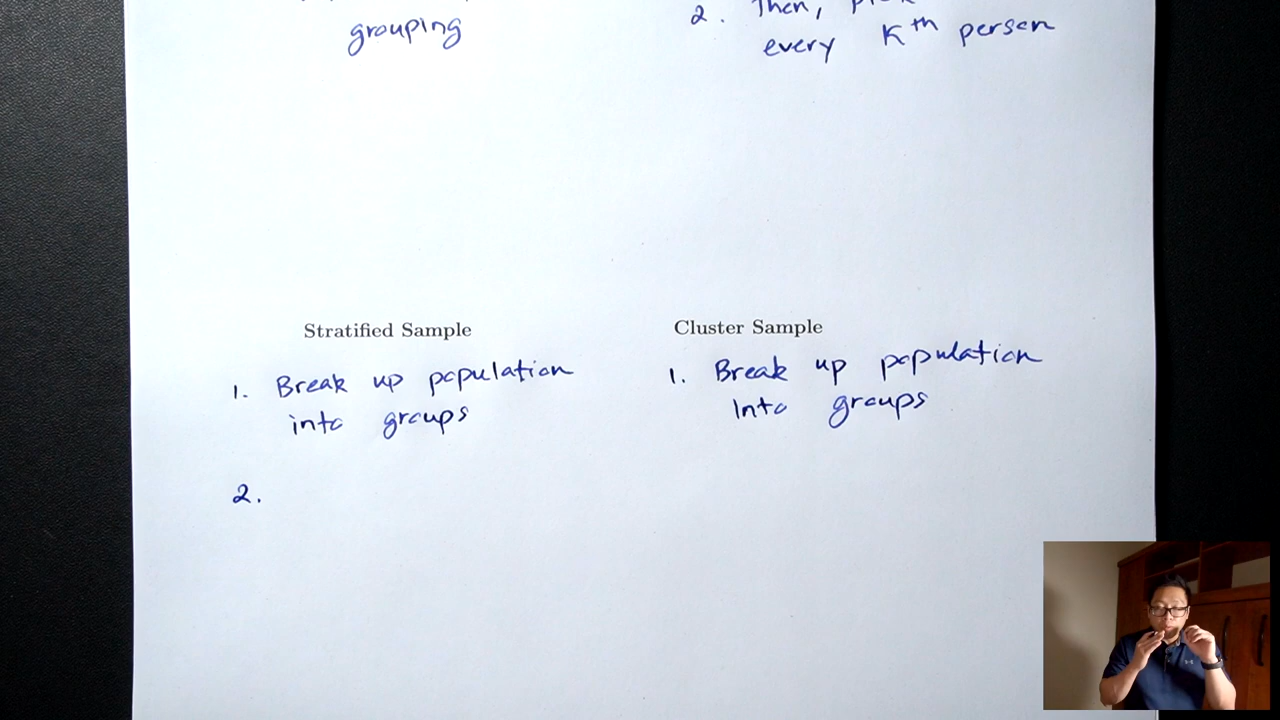 grouping
2. Then,
every Kth person
Stratified Sample
1. Break up population
into groups
2.
Cluster Sample
1. Break up population
Into groups